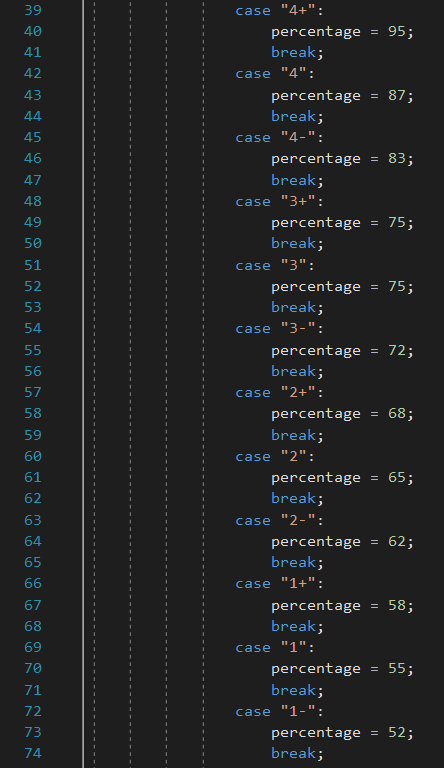 39 case "4+":
40 percentage = 95;
41 break;
42 case "4":
43 percentage = 87;
44 break;
45 case "4-":
46 percentage = 83;
47 break;
48 case "3+":
49 percentage = 75;
50 break;
51 case "3":
52 percentage = 75;
53 break;
54 case "3-":
55 percentage = 72;
56 break;
57 case "2+":
58 percentage = 68;
59 break;
60 case "2":
61 percentage = 65;
62 break;
63 case "2-":
64 percentage = 62;
65 break;
66 case "1+":
67 percentage = 58;
68 break;
69 case "1":
70 percentage = 55;
71 break;
72 case "1-":
73 percentage = 52;
74 break;